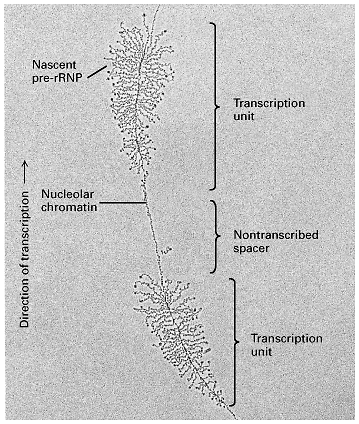 Nascent
pre-rRNP
Transcription
unit
Nucleolar
chromatin
Direction of transcription →
Nontranscribed
spacer
Transcription
unit